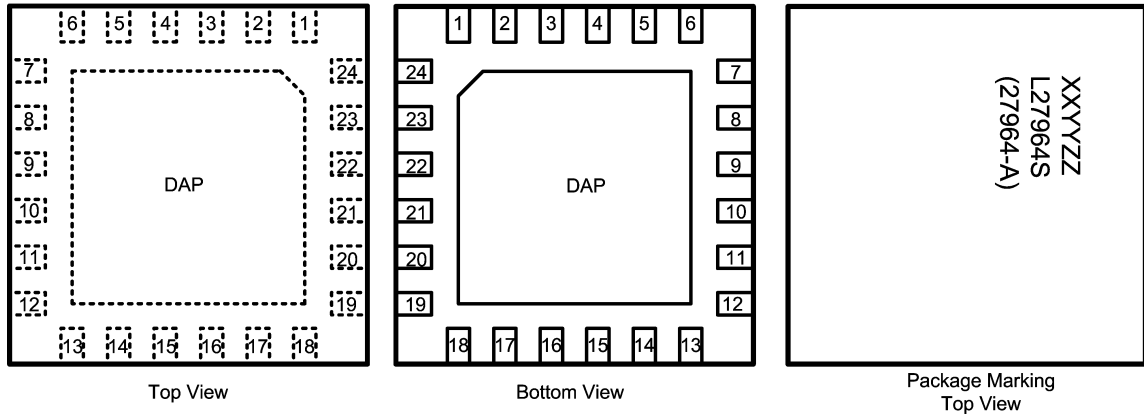 6 5 4 3 2 1
7 24
8 23
9 22
DAP
10 21
11 20
12 19
13 14 15 16 17 18
Top View
1 2 3 4 5 6
24 7
23 8
22 9
DAP
21 10
20 11
19 12
18 17 16 15 14 13
Bottom View
XXYYZZ
L27964S
(27964-A)
Package Marking
Top View